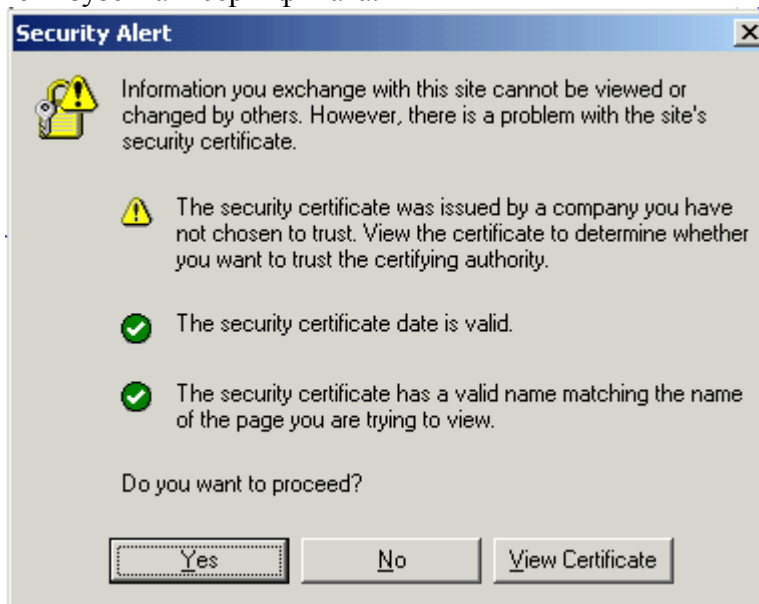 Security Alert
Information you exchange with this site cannot be viewed or
changed by others. However, there is a problem with the site's
security certificate.
The security certificate was issued by a company you have
not chosen to trust. View the certificate to determine whether
you want to trust the certifying authority.
The security certificate date is valid.
The security certificate has a valid name matching the name
of the page you are trying to view.
Do you want to proceed?
Yes No View Certificate